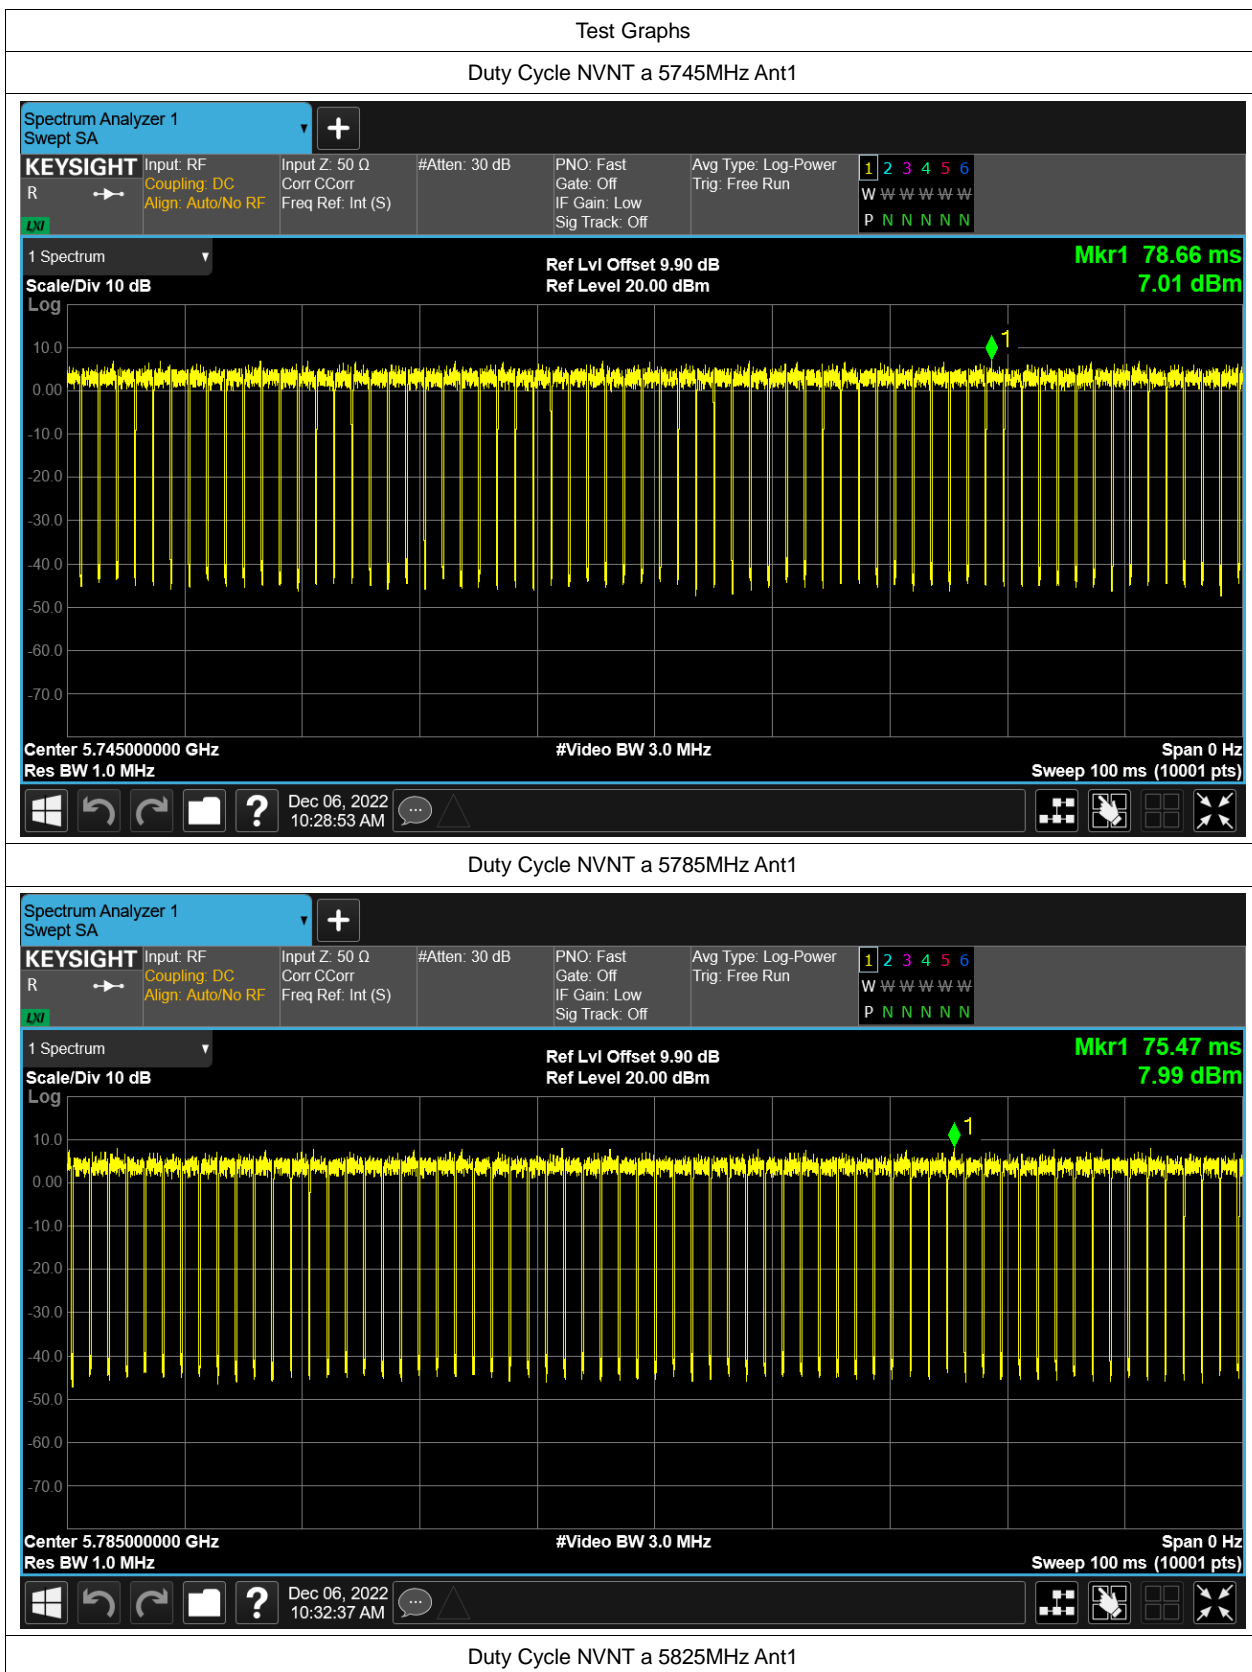 Test Graphs
Duty Cycle NVNT a 5745MHz Ant1
Spectrum Analyzer 1
Swept SA
KEYSIGHT
R
LXI
Input: RF
Coupling: DC
Align: Auto/No RF
Input Z: 50 Ω
Corr CCorr
Freq Ref: Int (S)
#Atten: 30 dB
PNO: Fast
Gate: Off
IF Gain: Low
Sig Track: Off
Avg Type: Log-Power
Trig: Free Run
1 2 3 4 5 6
W W W W W W
P N N N N N
1 Spectrum
Scale/Div 10 dB
Ref Lvl Offset 9.90 dB
Ref Level 20.00 dBm
Mkr1 78.66 ms
7.01 dBm
Log
1
10.0
0.00
-10.0
-20.0
-30.0
-40.0
-50.0
-60.0
-70.0
Center 5.745000000 GHz
#Video BW 3.0 MHz
Span 0 Hz
Res BW 1.0 MHz
Sweep 100 ms (10001 pts)
?
Dec 06, 2022
10:28:53 AM
Duty Cycle NVNT a 5785MHz Ant1
Spectrum Analyzer 1
Swept SA
KEYSIGHT
R
LXI
Input: RF
Coupling: DC
Align: Auto/No RF
Input Z: 50 Ω
Corr CCorr
Freq Ref: Int (S)
#Atten: 30 dB
PNO: Fast
Gate: Off
IF Gain: Low
Sig Track: Off
Avg Type: Log-Power
Trig: Free Run
1 2 3 4 5 6
W W W W W W
P N N N N N
1 Spectrum
Scale/Div 10 dB
Ref Lvl Offset 9.90 dB
Ref Level 20.00 dBm
Mkr1 75.47 ms
7.99 dBm
Log
1
10.0
0.00
-10.0
-20.0
-30.0
-40.0
-50.0
-60.0
-70.0
Center 5.785000000 GHz
#Video BW 3.0 MHz
Span 0 Hz
Res BW 1.0 MHz
Sweep 100 ms (10001 pts)
?
Dec 06, 2022
10:32:37 AM
Duty Cycle NVNT a 5825MHz Ant1